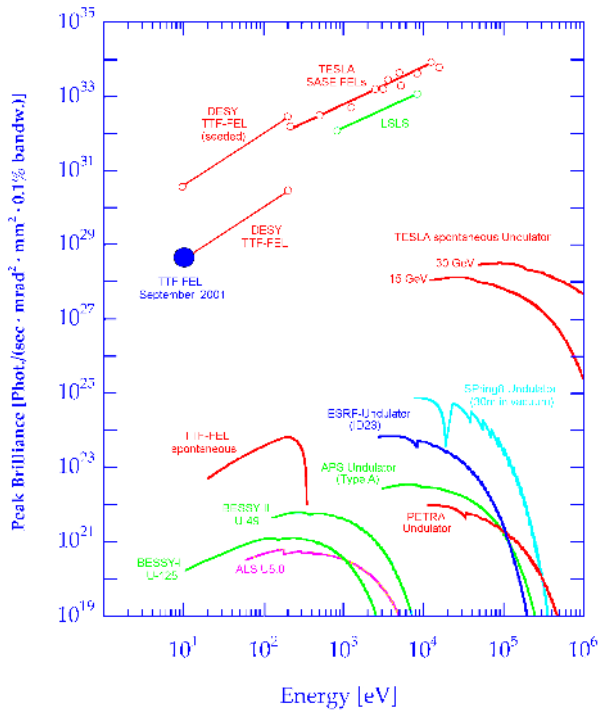 10^35
10^33
10^31
10^29
10^27
10^25
10^23
10^21
10^19
Peak Brilliance [Phot./(sec · mrad² · mm² · 0.1% bandw.)]
TESLA
SASE FELs
DESY
TTF-FEL
(seeded)
LSLS
DESY
TTF-FEL
TTF FEL
September 2001
TESLA spontaneous Undulator
30 GeV
15 GeV
SPring8 Undulator
(30m in vacuum)
ESRF-Undulator
(ID23)
TTF-FEL
spontaneous
APS Undulator
(Type A)
BESSY-II
U-49
PETRA
Undulator
BESSY-I
U-125
ALS U5.0
10^1
10^2
10^3
10^4
10^5
10^6
Energy [eV]